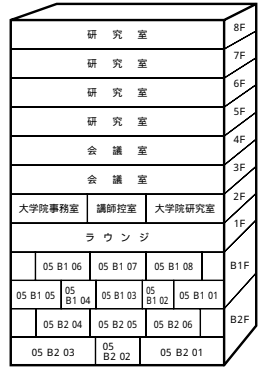 研 究 室 8F
研 究 室 7F
研 究 室 6F
研 究 室 5F
会 議 室 4F
会 議 室 3F
大学院事務室 講師控室 大学院研究室 2F
ラ ウ ン ジ 1F
05 B1 06 05 B1 07 05 B1 08 B1F
05 B1 05 05 B1 04 05 B1 03 05 B1 02 05 B1 01
05 B2 04 05 B2 05 05 B2 06 B2F
05 B2 03 05 B2 02 05 B2 01